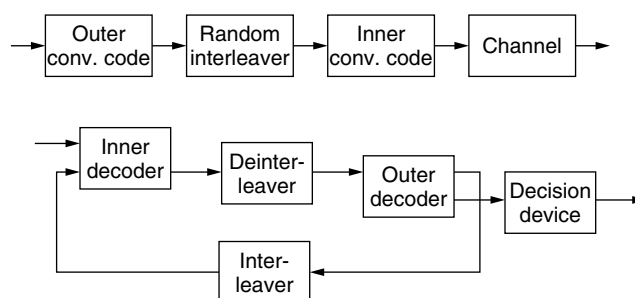 Outer
conv. code
Random
interleaver
Inner
conv. code
Channel
Inner
decoder
Deinter-
leaver
Outer
decoder
Decision
device
Inter-
leaver